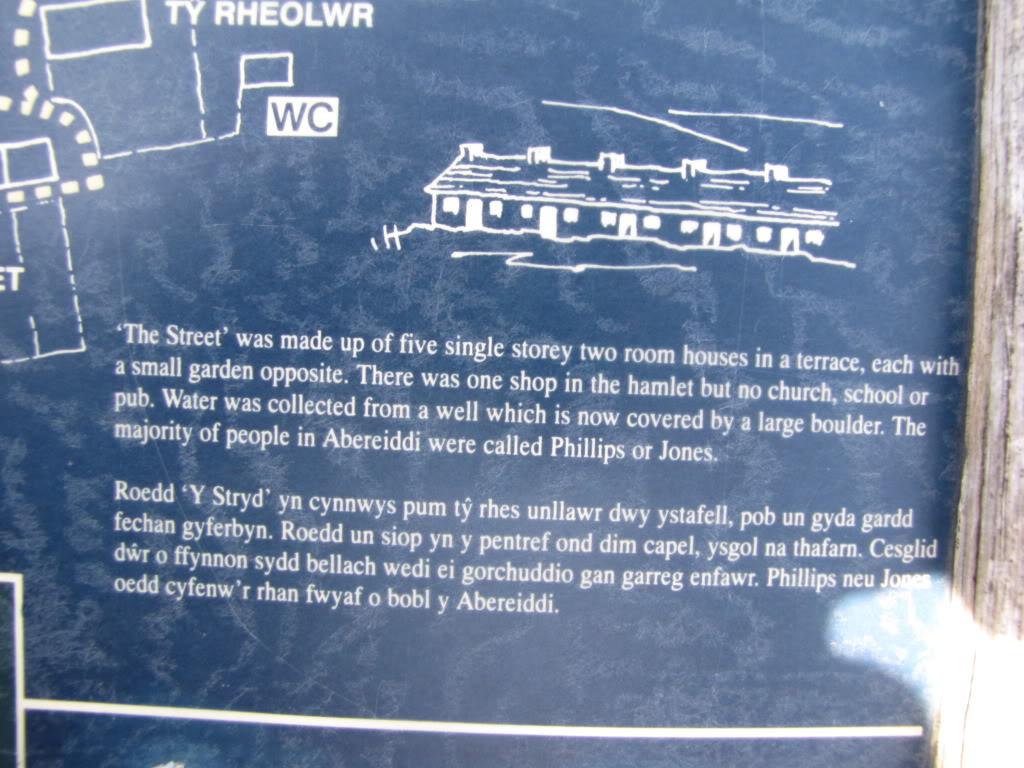 TŶ RHEOLWR
WC
ET
'The Street' was made up of five single storey two room houses in a terrace, each with
a small garden opposite. There was one shop in the hamlet but no church, school or
pub. Water was collected from a well which is now covered by a large boulder. The
majority of people in Abereiddi were called Phillips or Jones.
Roedd 'Y Stryd' yn cynnwys pum tŷ rhes unllawr dwy ystafell, pob un gyda gardd
fechan gyferbyn. Roedd un siop yn y pentref ond dim capel, ysgol na thafarn. Cesglid
dŵr o ffynnon sydd bellach wedi ei gorchuddio gan garreg enfawr. Phillips neu Jones
oedd cyfenw'r rhan fwyaf o bobl y Abereiddi.